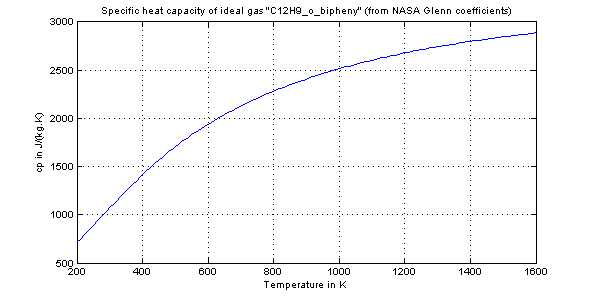 Specific heat capacity of ideal gas "C12H9_o_bipheny" (from NASA Glenn coefficients)
3000
2500
2000
1500
1000
500
cp in J/(kg.K)
200 400 600 800 1000 1200 1400 1600
Temperature in K